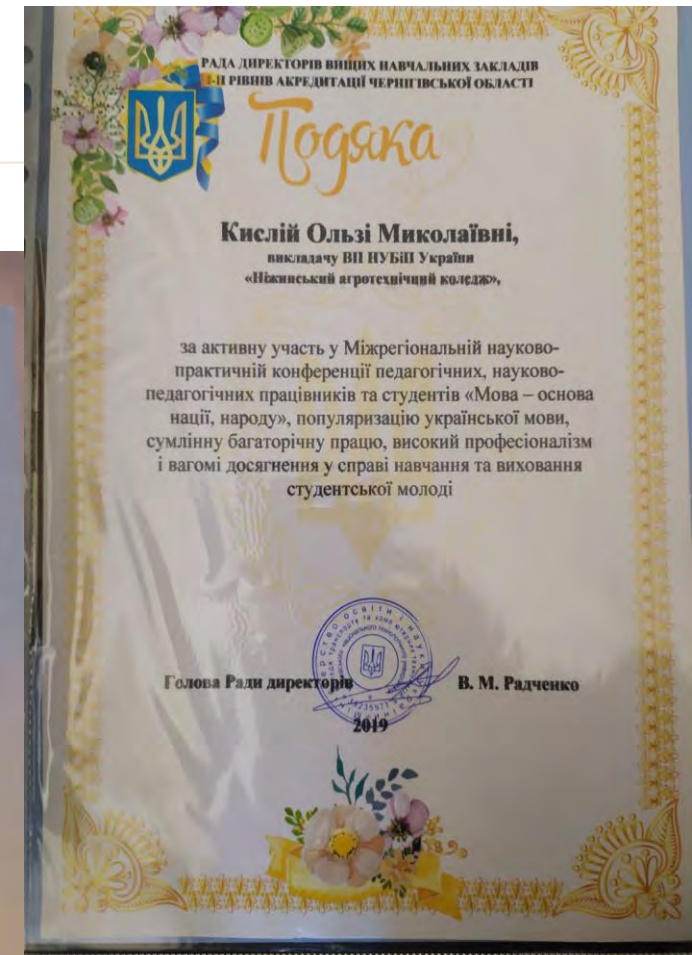 РАДА ДИРЕКТОРІВ ВИЩИХ НАВЧАЛЬНИХ ЗАКЛАДІВ
І-ІІ РІВНІВ АКРЕДИТАЦІЇ ЧЕРНІГІВСЬКОЇ ОБЛАСТІ
Подяка
Кислій Ользі Миколаївні,
викладачу ВП НУБіП України
«Ніжинський агротехнічний коледж»,
за активну участь у Міжрегіональній науково-
практичній конференції педагогічних, науково-
педагогічних працівників та студентів «Мова – основа
нації, народу», популяризацію української мови,
сумлінну багаторічну працю, високий професіоналізм
і вагомі досягнення у справі навчання та виховання
студентської молоді
Голова Ради директорів В. М. Радченко
2019